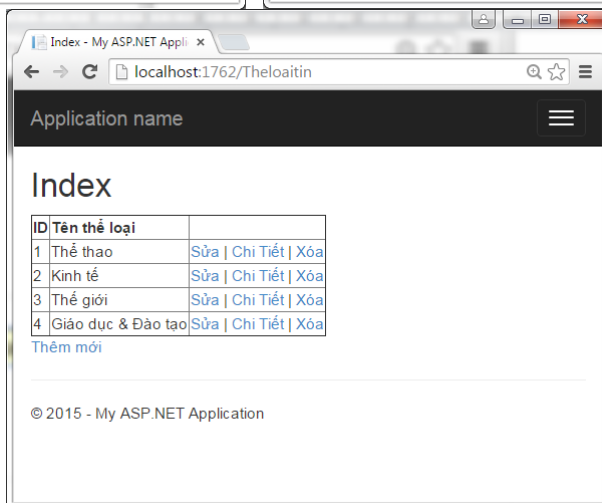 Index - My ASP.NET Appli
localhost:1762/Theloaitin
Application name
Index
ID Tên thể loại
1 Thể thao Sửa | Chi Tiết | Xóa
2 Kinh tế Sửa | Chi Tiết | Xóa
3 Thế giới Sửa | Chi Tiết | Xóa
4 Giáo dục & Đào tạo Sửa | Chi Tiết | Xóa
Thêm mới
© 2015 - My ASP.NET Application